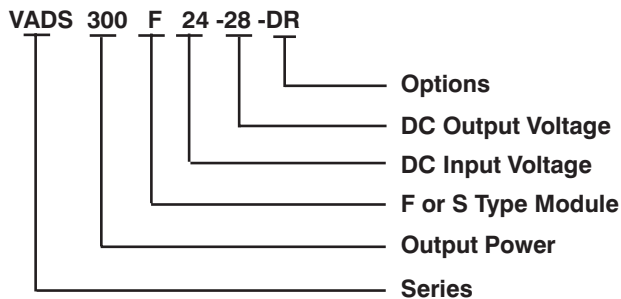 VADS 300 F 24 -28 -DR
Options
DC Output Voltage
DC Input Voltage
F or S Type Module
Output Power
Series